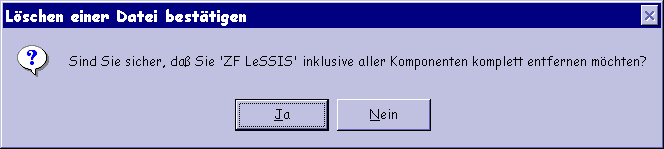 Löschen einer Datei bestätigen
Sind Sie sicher, daß Sie 'ZF LeSSIS' inklusive aller Komponenten komplett entfernen möchten?
Ja Nein